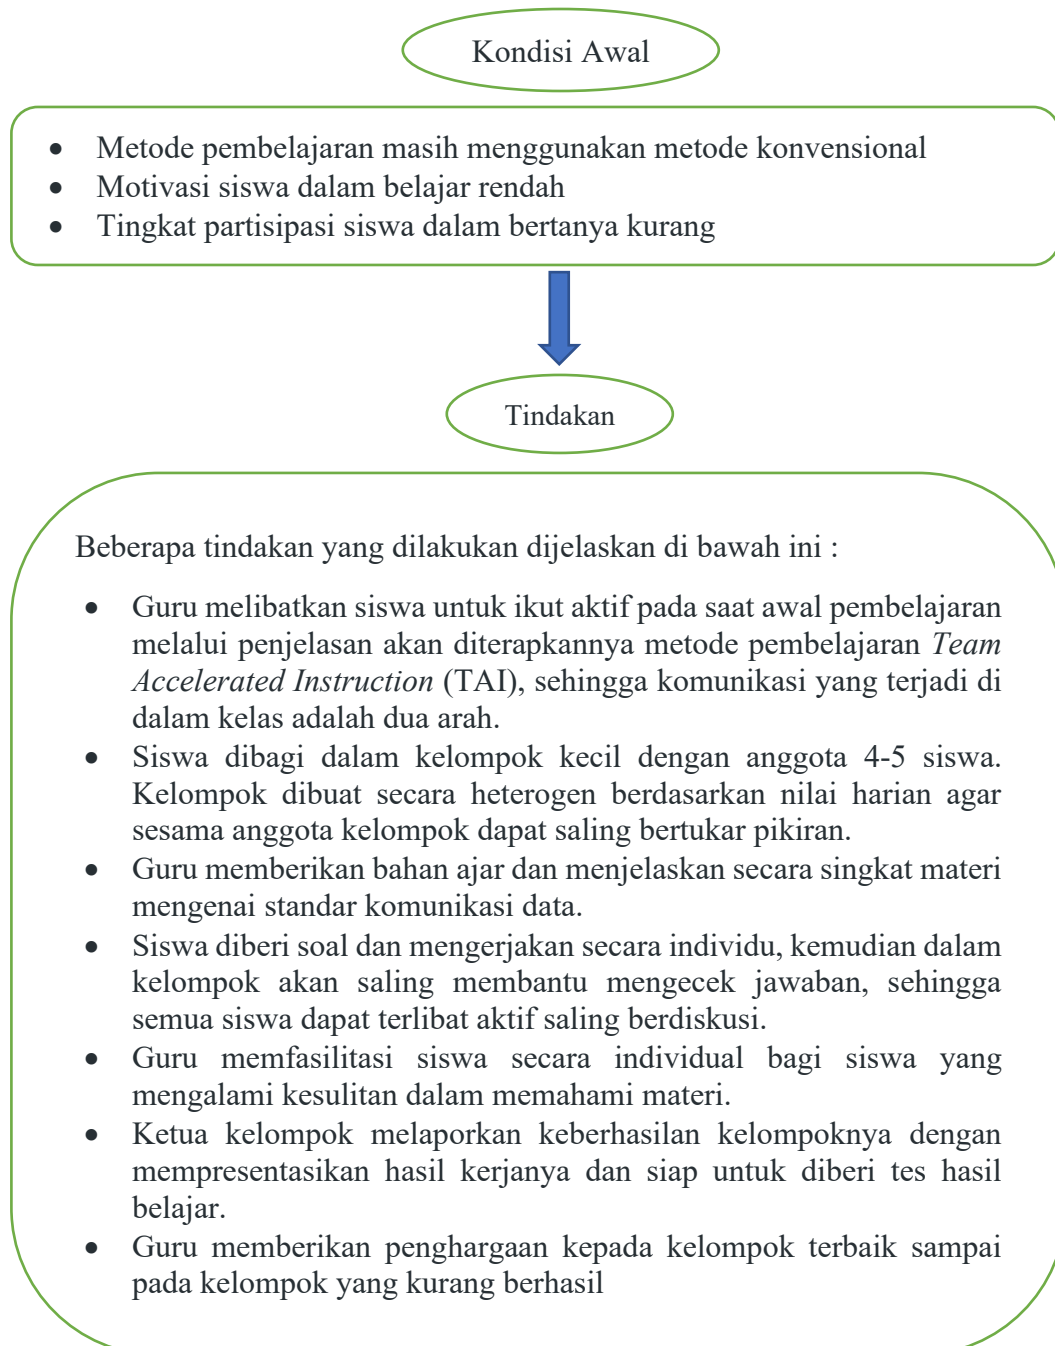 Kondisi Awal
• Metode pembelajaran masih menggunakan metode konvensional
• Motivasi siswa dalam belajar rendah
• Tingkat partisipasi siswa dalam bertanya kurang
Tindakan
Beberapa tindakan yang dilakukan dijelaskan di bawah ini :
• Guru melibatkan siswa untuk ikut aktif pada saat awal pembelajaran
melalui penjelasan akan diterapkannya metode pembelajaran Team
Accelerated Instruction (TAI), sehingga komunikasi yang terjadi di
dalam kelas adalah dua arah.
• Siswa dibagi dalam kelompok kecil dengan anggota 4-5 siswa.
Kelompok dibuat secara heterogen berdasarkan nilai harian agar
sesama anggota kelompok dapat saling bertukar pikiran.
• Guru memberikan bahan ajar dan menjelaskan secara singkat materi
mengenai standar komunikasi data.
• Siswa diberi soal dan mengerjakan secara individu, kemudian dalam
kelompok akan saling membantu mengecek jawaban, sehingga
semua siswa dapat terlibat aktif saling berdiskusi.
• Guru memfasilitasi siswa secara individual bagi siswa yang
mengalami kesulitan dalam memahami materi.
• Ketua kelompok melaporkan keberhasilan kelompoknya dengan
mempresentasikan hasil kerjanya dan siap untuk diberi tes hasil
belajar.
• Guru memberikan penghargaan kepada kelompok terbaik sampai
pada kelompok yang kurang berhasil